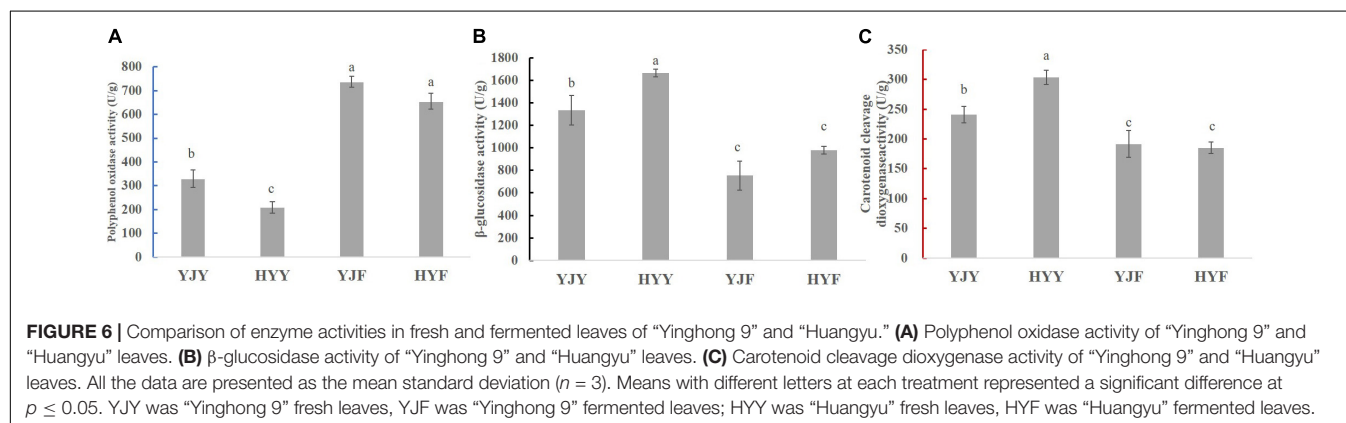 A
Polyphenol oxidase activity (U/g)
800
700
600
500
400
300
200
100
0
b
c
a
a
YJY HYY YJF HYF
B
β-glucosidase activity (U/g)
1800
1600
1400
1200
1000
800
600
400
200
0
b
a
c
c
YJY HYY YJF HYF
C
Carotenoid cleavage
dioxygenaseactivity (U/g)
350
300
250
200
150
100
50
0
b
a
c
c
YJY HYY YJF HYF
FIGURE 6 | Comparison of enzyme activities in fresh and fermented leaves of “Yinghong 9” and “Huangyu.” (A) Polyphenol oxidase activity of “Yinghong 9” and
“Huangyu” leaves. (B) β-glucosidase activity of “Yinghong 9” and “Huangyu” leaves. (C) Carotenoid cleavage dioxygenase activity of “Yinghong 9” and “Huangyu”
leaves. All the data are presented as the mean standard deviation (n = 3). Means with different letters at each treatment represented a significant difference at
p ≤ 0.05. YJY was “Yinghong 9” fresh leaves, YJF was “Yinghong 9” fermented leaves; HYY was “Huangyu” fresh leaves, HYF was “Huangyu” fermented leaves.